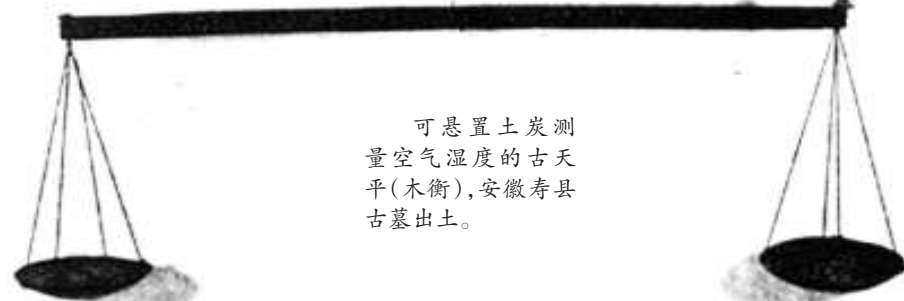 可悬置土炭测
量空气湿度的古天
平(木衡),安徽寿县
古墓出土。